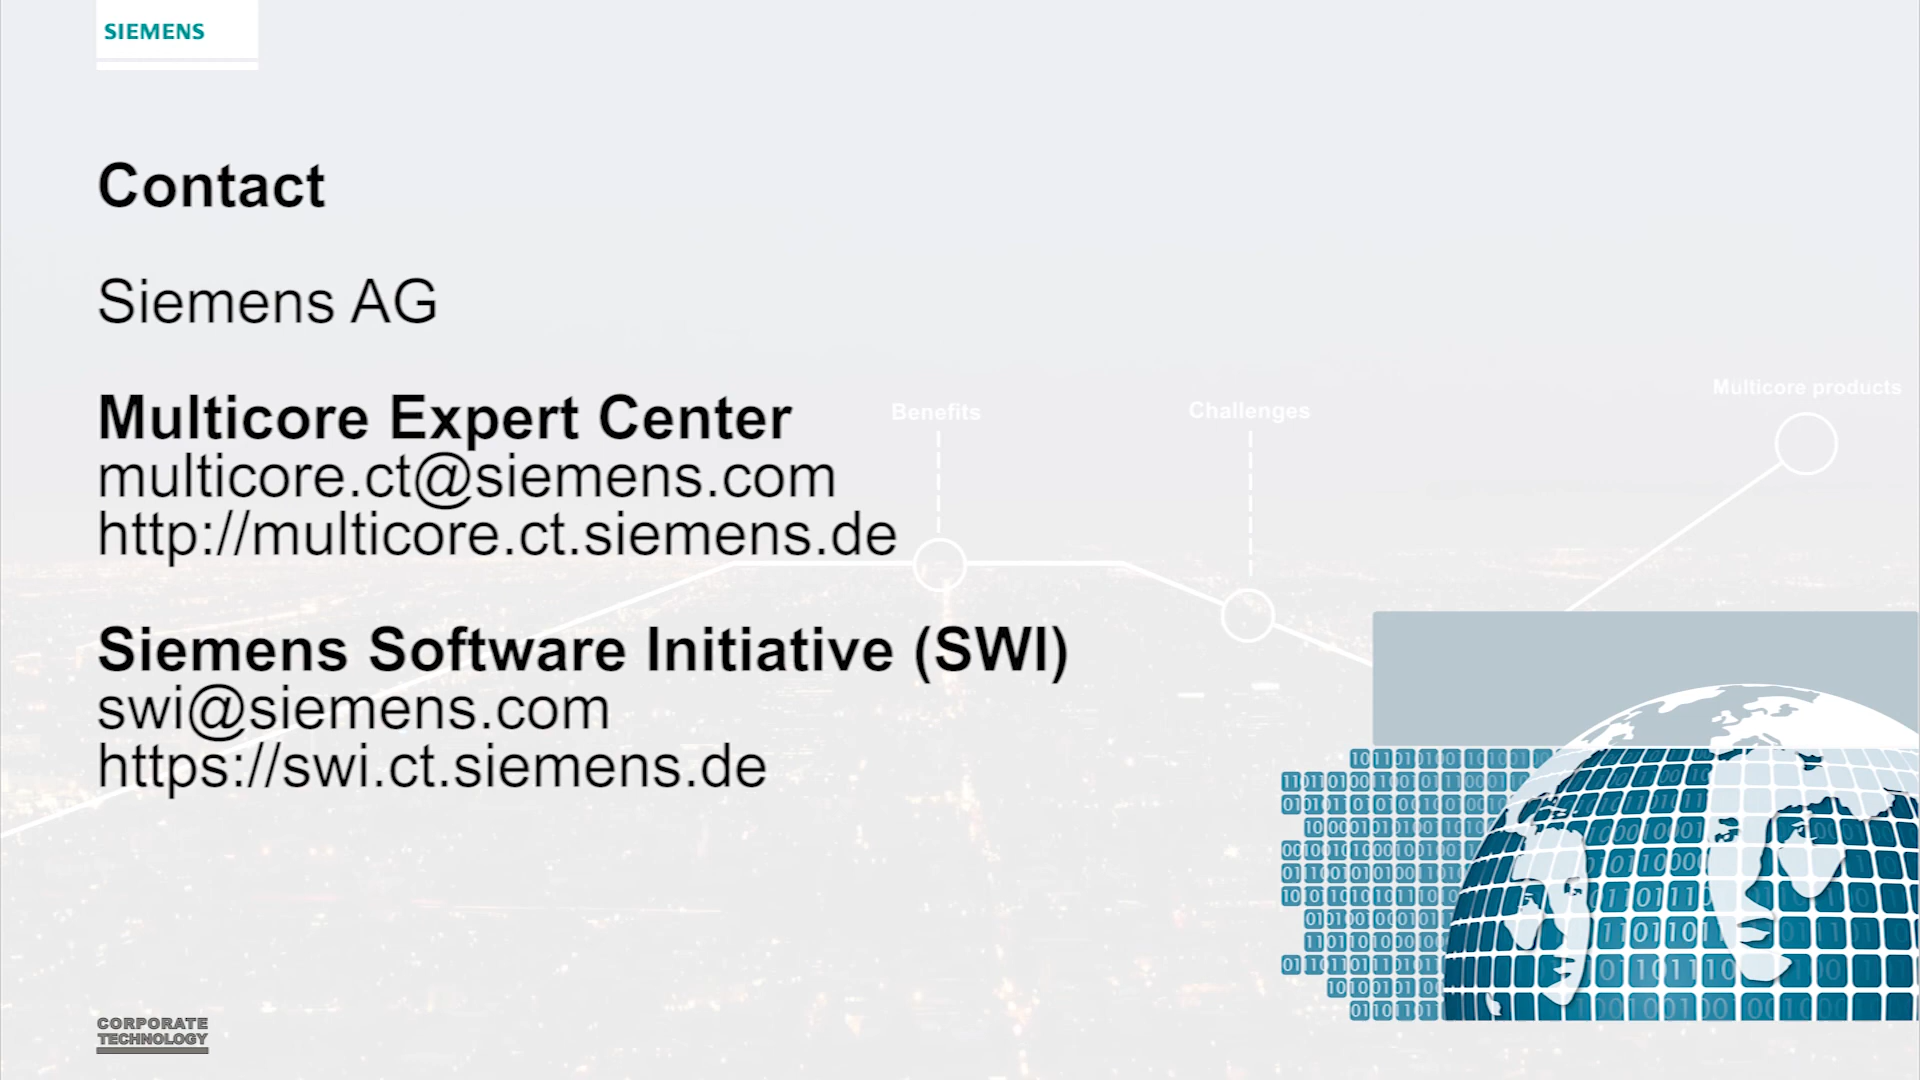 SIEMENS
Contact
Siemens AG
Multicore Expert Center
multicore.ct@siemens.com
http://multicore.ct.siemens.de
Siemens Software Initiative (SWI)
swi@siemens.com
https://swi.ct.siemens.de
Benefits
Challenges
Multicore products
CORPORATE
TECHNOLOGY